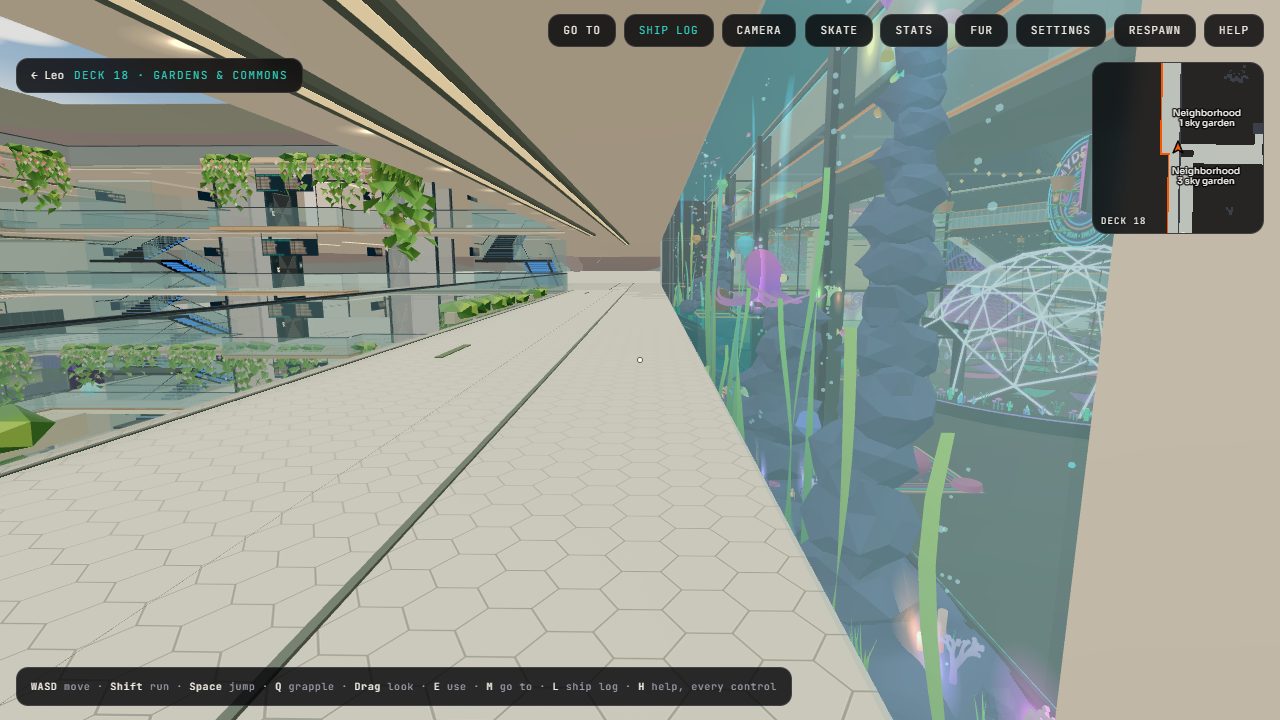 GO TO
SHIP LOG
CAMERA
SKATE
STATS
FUR
SETTINGS
RESPAWN
HELP
← Leo DECK 18 · GARDENS & COMMONS
Neighborhood
1 sky garden
Neighborhood
3 sky garden
DECK 18
WASD move · Shift run · Space jump · Q grapple · Drag look · E use · M go to · L ship log · H help, every control